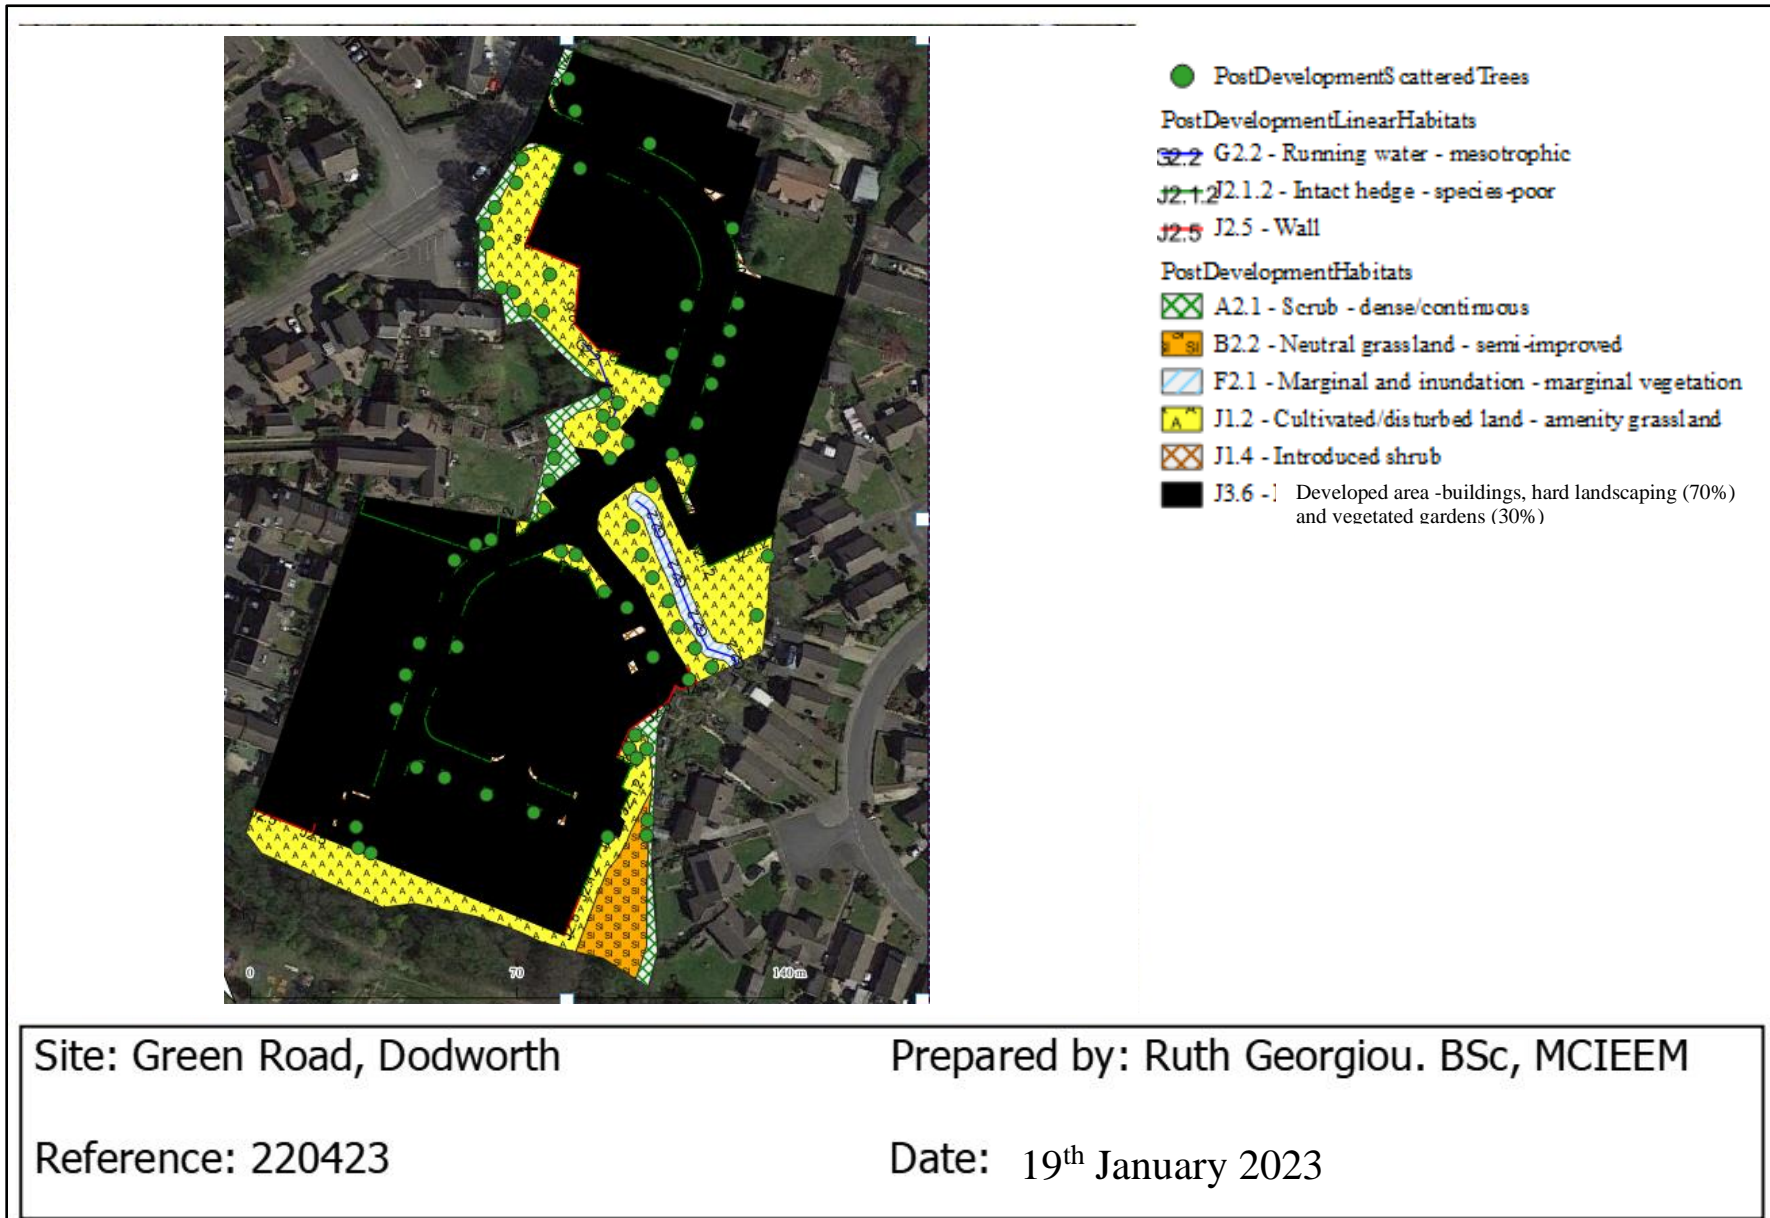 PostDevelopmentScattered Trees
PostDevelopmentLinearHabitats
G2.2 G2.2 - Running water - mesotrophic
J2.1.2 J2.1.2 - Intact hedge - species-poor
J2.5 J2.5 - Wall
PostDevelopmentHabitats
A2.1 - Scrub - dense/continuous
SI B2.2 - Neutral grassland - semi-improved
F2.1 - Marginal and inundation - marginal vegetation
A J1.2 - Cultivated/disturbed land - amenity grassland
J1.4 - Introduced shrub
J3.6 - Developed area -buildings, hard landscaping (70%)
and vegetated gardens (30%)
0 70 140 m
Site: Green Road, Dodworth
Prepared by: Ruth Georgiou. BSc, MCIEEM
Reference: 220423
Date: 19th January 2023